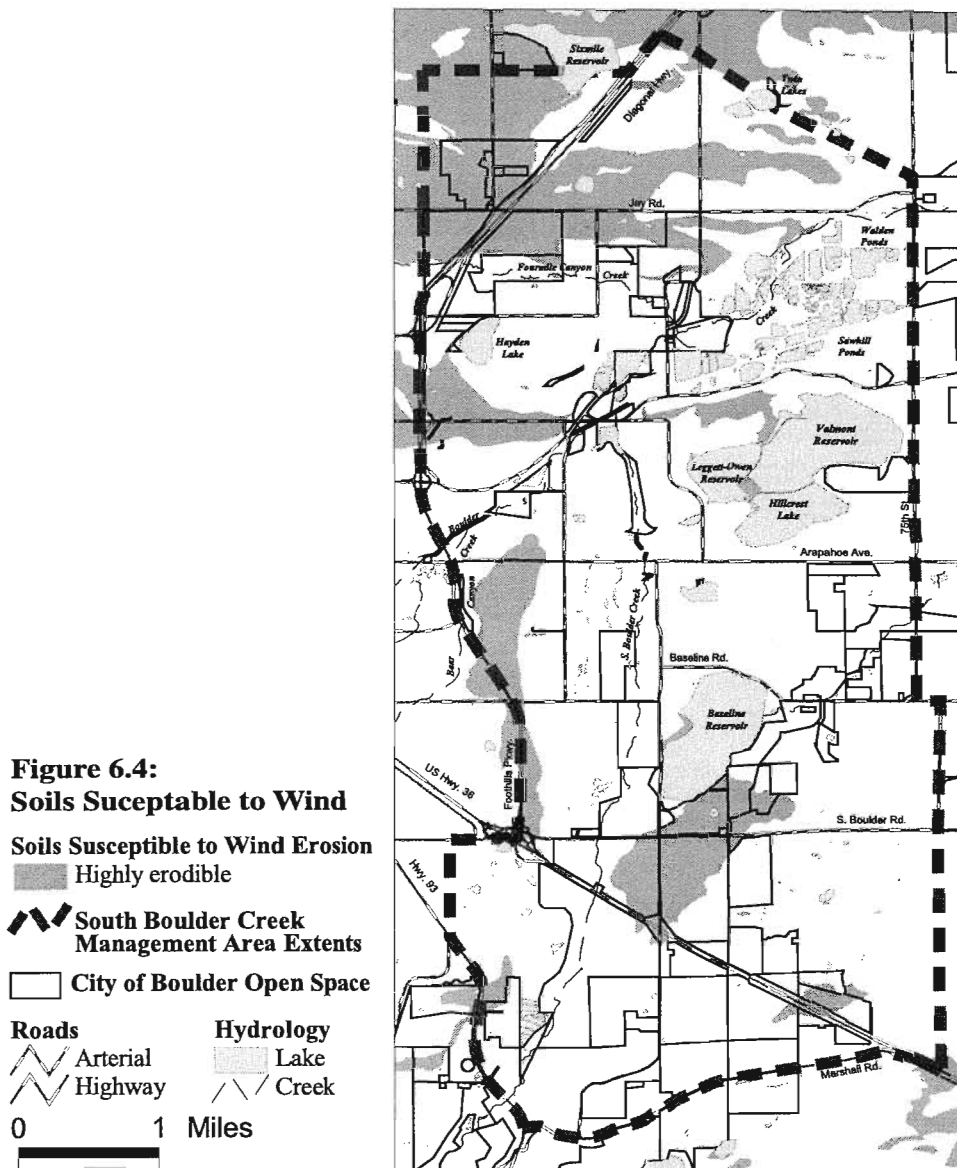 Sixmile
Reservoir
Twin
Lakes
Diagonal Hwy.
Jay Rd.
Walden
Ponds
Fourmile Canyon
Creek
Creek
Hayden
Lake
Sawhill
Ponds
Valmont
Reservoir
Leggett-Owen
Reservoir
Hillcrest
Lake
75th St.
Boulder
Creek
Arapahoe Ave.
Canyon
Bear
S. Boulder Creek
Baseline Rd.
Baseline
Reservoir
Foothills Pkwy.
US Hwy. 36
S. Boulder Rd.
Hwy. 93
Marshall Rd.
Figure 6.4:
Soils Suceptable to Wind
Soils Susceptible to Wind Erosion
Highly erodible
South Boulder Creek
Management Area Extents
City of Boulder Open Space
Roads
Arterial
Highway
Hydrology
Lake
Creek
0 1 Miles